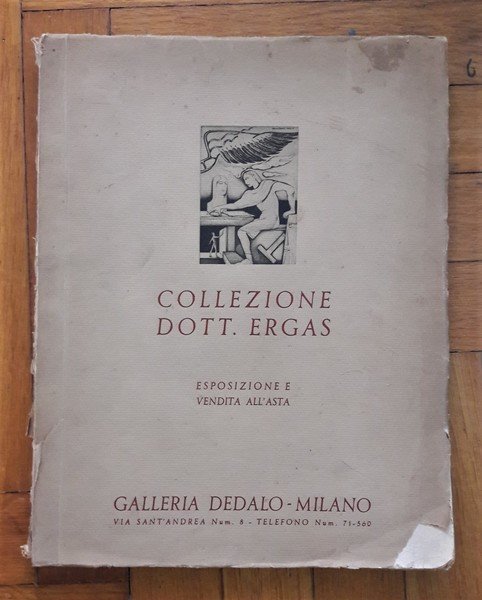 COLLEZIONE
DOTT. ERGAS
ESPOSIZIONE E
VENDITA ALL'ASTA
GALLERIA DEDALO - MILANO
VIA SANT'ANDREA Num. 8 - TELEFONO Num. 71-560
6